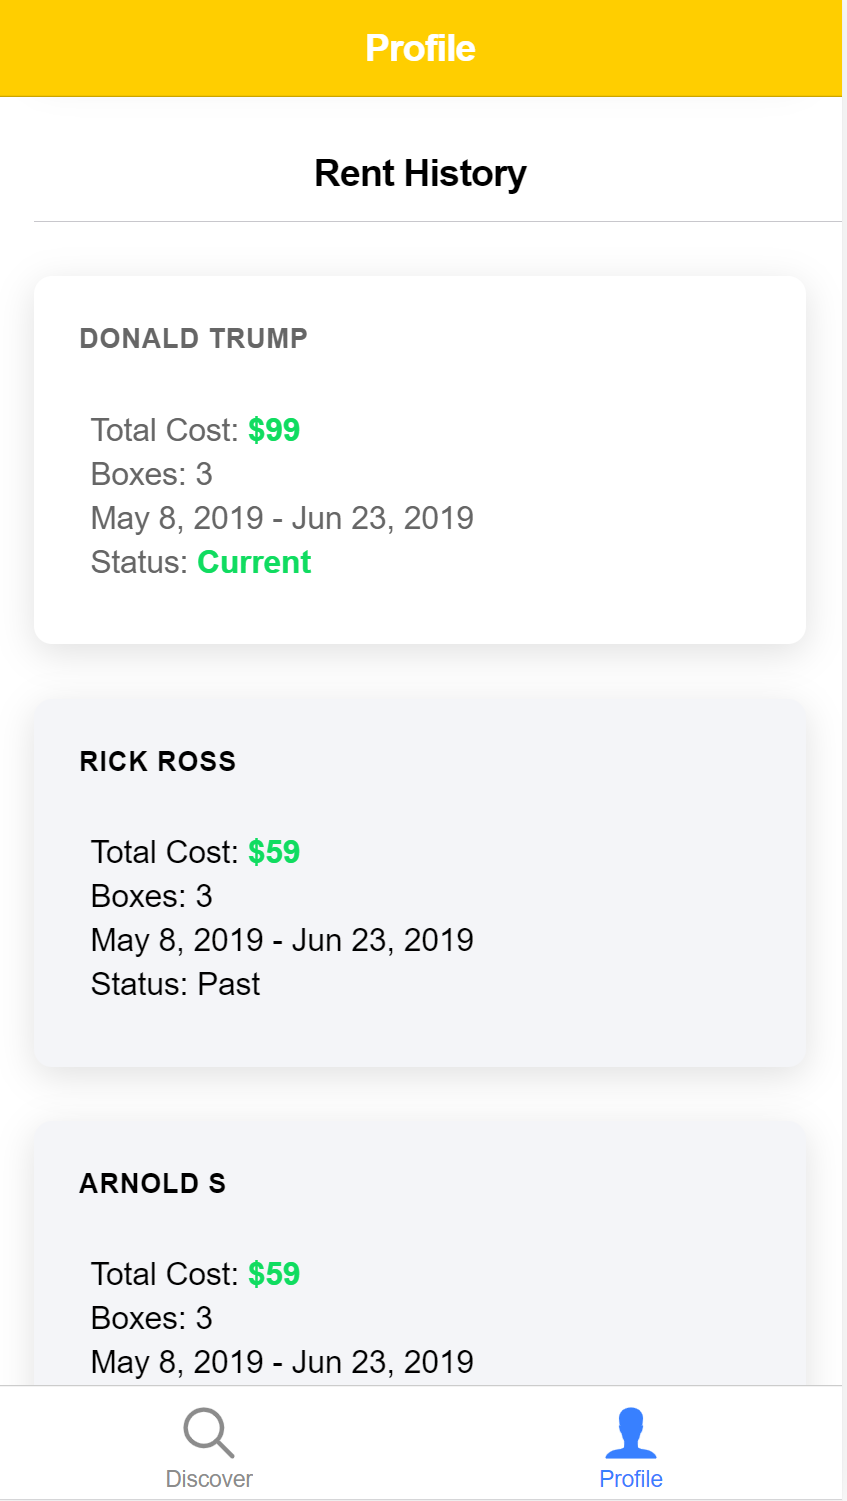 Profile
Rent History
DONALD TRUMP
Total Cost: $99
Boxes: 3
May 8, 2019 - Jun 23, 2019
Status: Current
RICK ROSS
Total Cost: $59
Boxes: 3
May 8, 2019 - Jun 23, 2019
Status: Past
ARNOLD S
Total Cost: $59
Boxes: 3
May 8, 2019 - Jun 23, 2019
Discover
Profile